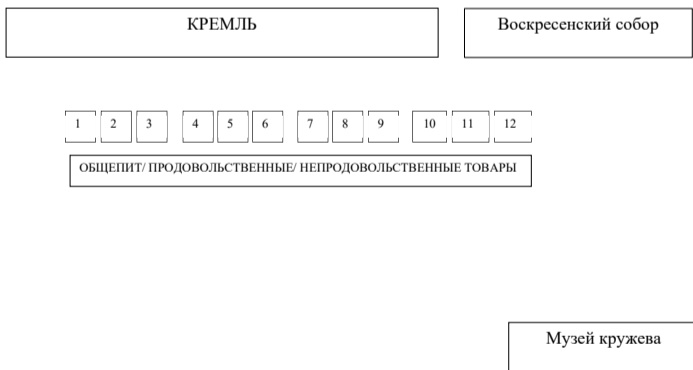 КРЕМЛЬ
Воскресенский собор
1 2 3 4 5 6 7 8 9 10 11 12
ОБЩЕПИТ/ ПРОДОВОЛЬСТВЕННЫЕ/ НЕПРОДОВОЛЬСТВЕННЫЕ ТОВАРЫ
Музей кружева